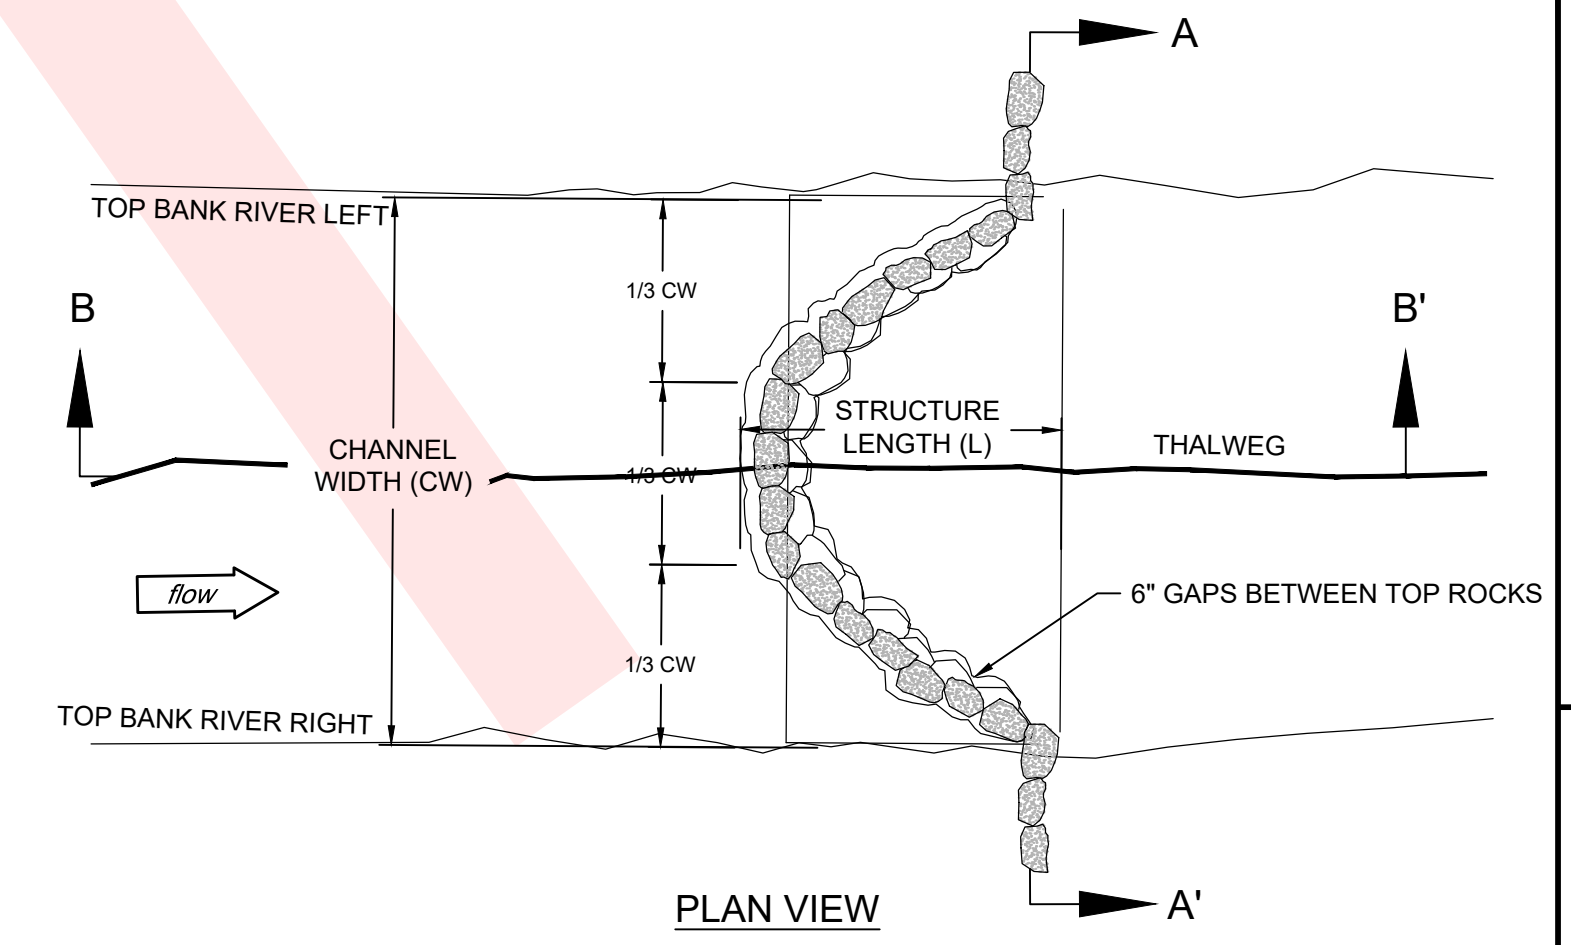 A
TOP BANK RIVER LEFT
1/3 CW
B
B'
STRUCTURE
LENGTH (L)
CHANNEL
WIDTH (CW)
THALWEG
1/3 CW
flow
6" GAPS BETWEEN TOP ROCKS
1/3 CW
TOP BANK RIVER RIGHT
PLAN VIEW
A'